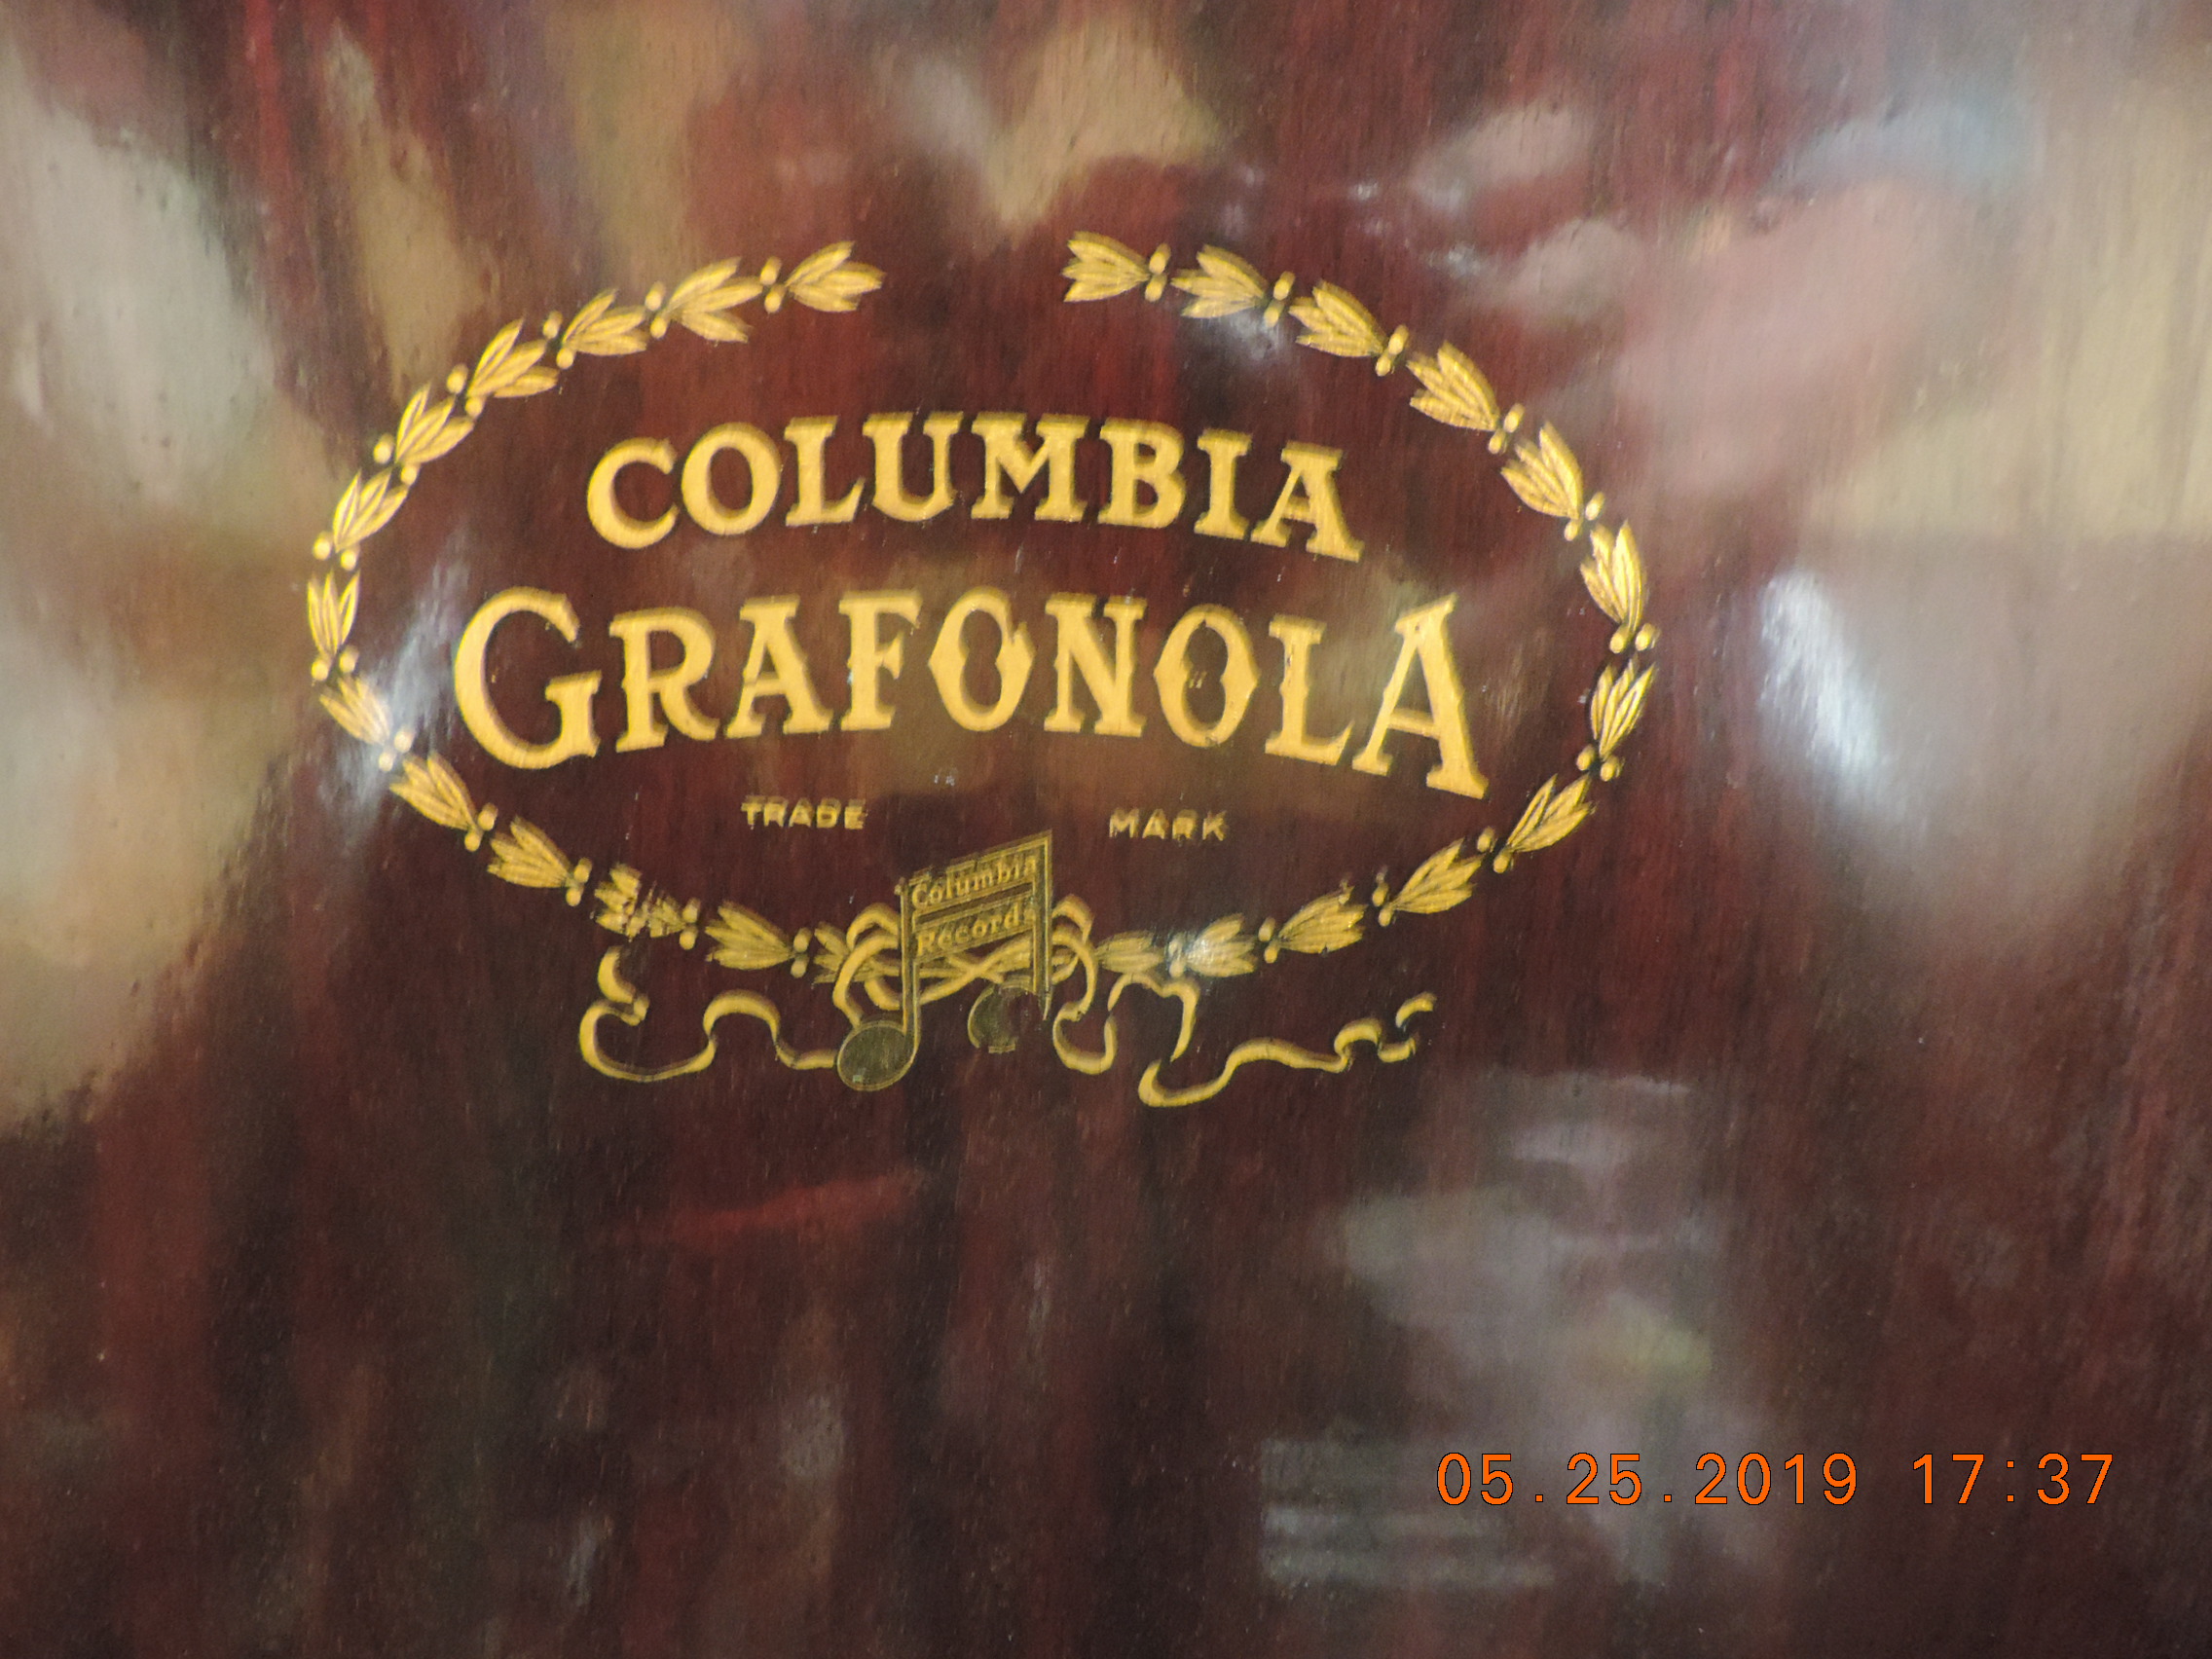 COLUMBIA
GRAFONOLA
TRADE MARK
Columbia
Records
05.25.2019 17:37